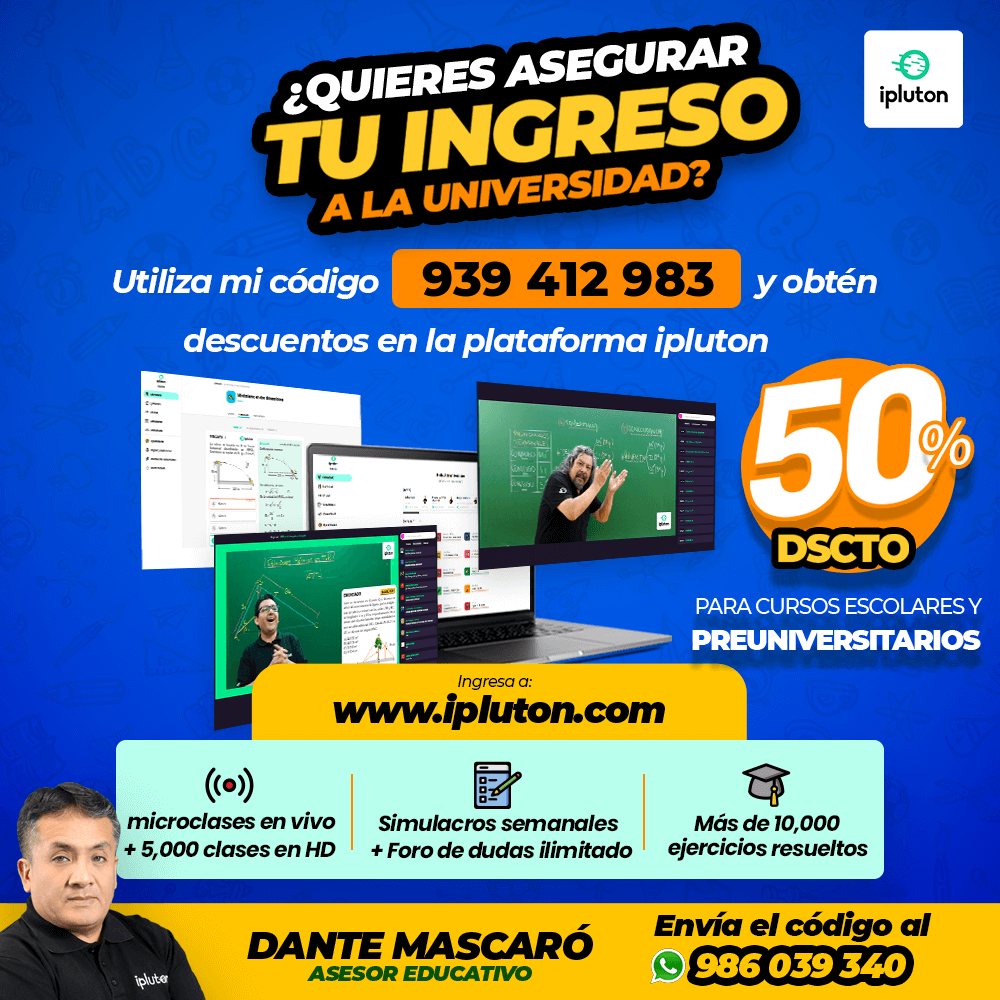 ¿QUIERES ASEGURAR
TU INGRESO
A LA UNIVERSIDAD?
ipluton
Utiliza mi código 939 412 983 y obtén
descuentos en la plataforma ipluton
50%
DSCTO
PARA CURSOS ESCOLARES Y
PREUNIVERSITARIOS
Ingresa a:
www.ipluton.com
microclases en vivo
+ 5,000 clases en HD
Simulacros semanales
+ Foro de dudas ilimitado
Más de 10,000
ejercicios resueltos
ipluton
DANTE MASCARÓ
ASESOR EDUCATIVO
Envía el código al
986 039 340